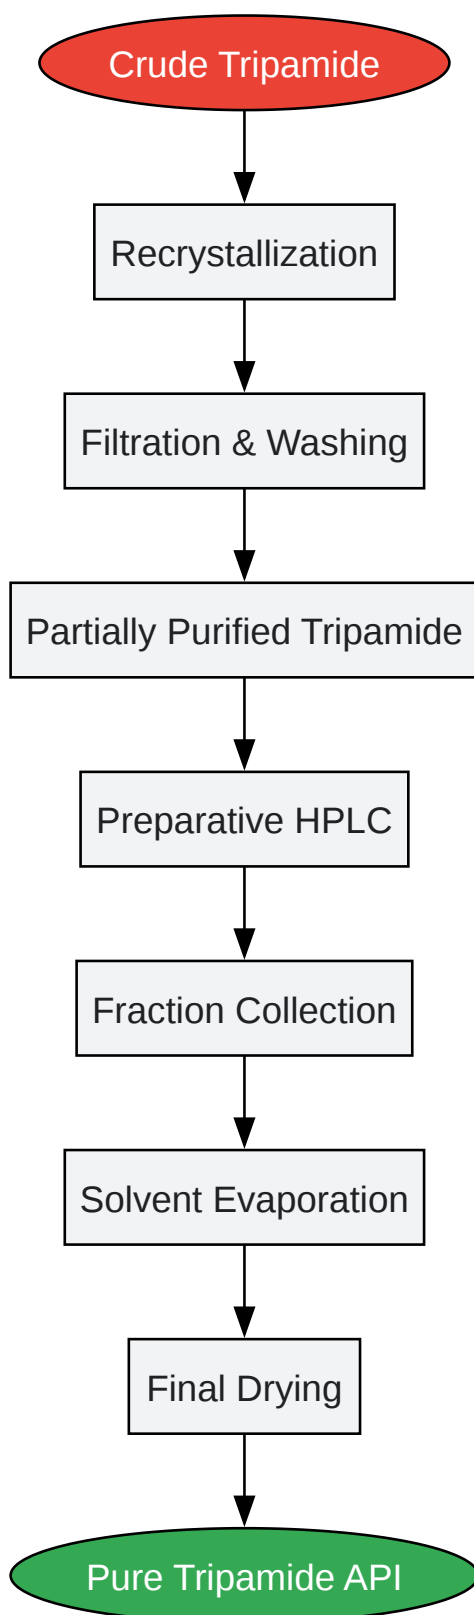 Crude Tripamide
Recrystallization
Filtration & Washing
Partially Purified Tripamide
Preparative HPLC
Fraction Collection
Solvent Evaporation
Final Drying
Pure Tripamide API